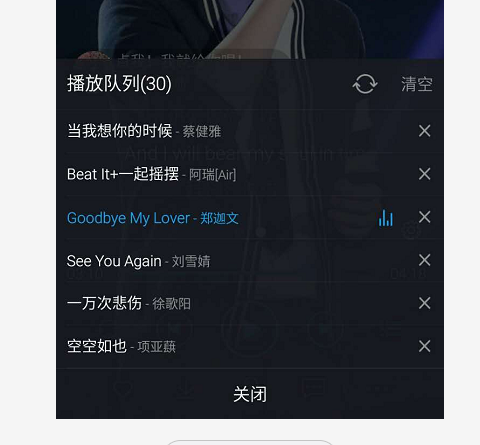 播放队列(30) 清空
当我想你的时候 - 蔡健雅
Beat It+一起摇摆 - 阿瑞[Air]
Goodbye My Lover - 郑迦文
See You Again - 刘雪婧
一万次悲伤 - 徐歌阳
空空如也 - 项亚蕻
关闭